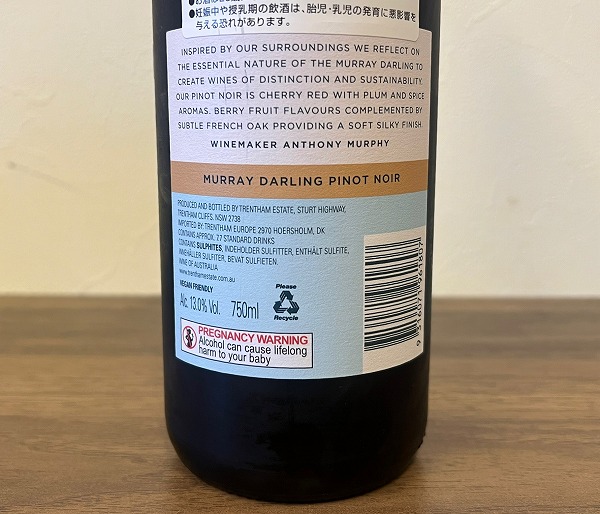 ●妊娠中や授乳期の飲酒は、胎児・乳児の発育に悪影響を
与える恐れがあります。
INSPIRED BY OUR SURROUNDINGS WE REFLECT ON
THE ESSENTIAL NATURE OF THE MURRAY DARLING TO
CREATE WINES OF DISTINCTION AND SUSTAINABILITY.
OUR PINOT NOIR IS CHERRY RED WITH PLUM AND SPICE
AROMAS. BERRY FRUIT FLAVOURS COMPLEMENTED BY
SUBTLE FRENCH OAK PROVIDING A SOFT SILKY FINISH.
WINEMAKER ANTHONY MURPHY
MURRAY DARLING PINOT NOIR
PRODUCED AND BOTTLED BY TRENTHAM ESTATE, STURT HIGHWAY,
TRENTHAM CLIFFS. NSW 2738
IMPORTED BY: TRENTHAM EUROPE 2970 HOERSHOLM, DK
CONTAINS APPROX. 7.7 STANDARD DRINKS
CONTAINS SULPHITES, INDEHOLDER SULFITTER, ENTHÄLT SULFITE,
INNEHÅLLER SULFITER, BEVAT SULFIETEN.
WINE OF AUSTRALIA
www.trenthamestate.com.au
VEGAN FRIENDLY
Alc. 13.0% Vol. 750ml
Please
Recycle
PREGNANCY WARNING
Alcohol can cause lifelong
harm to your baby
9 316077 961807